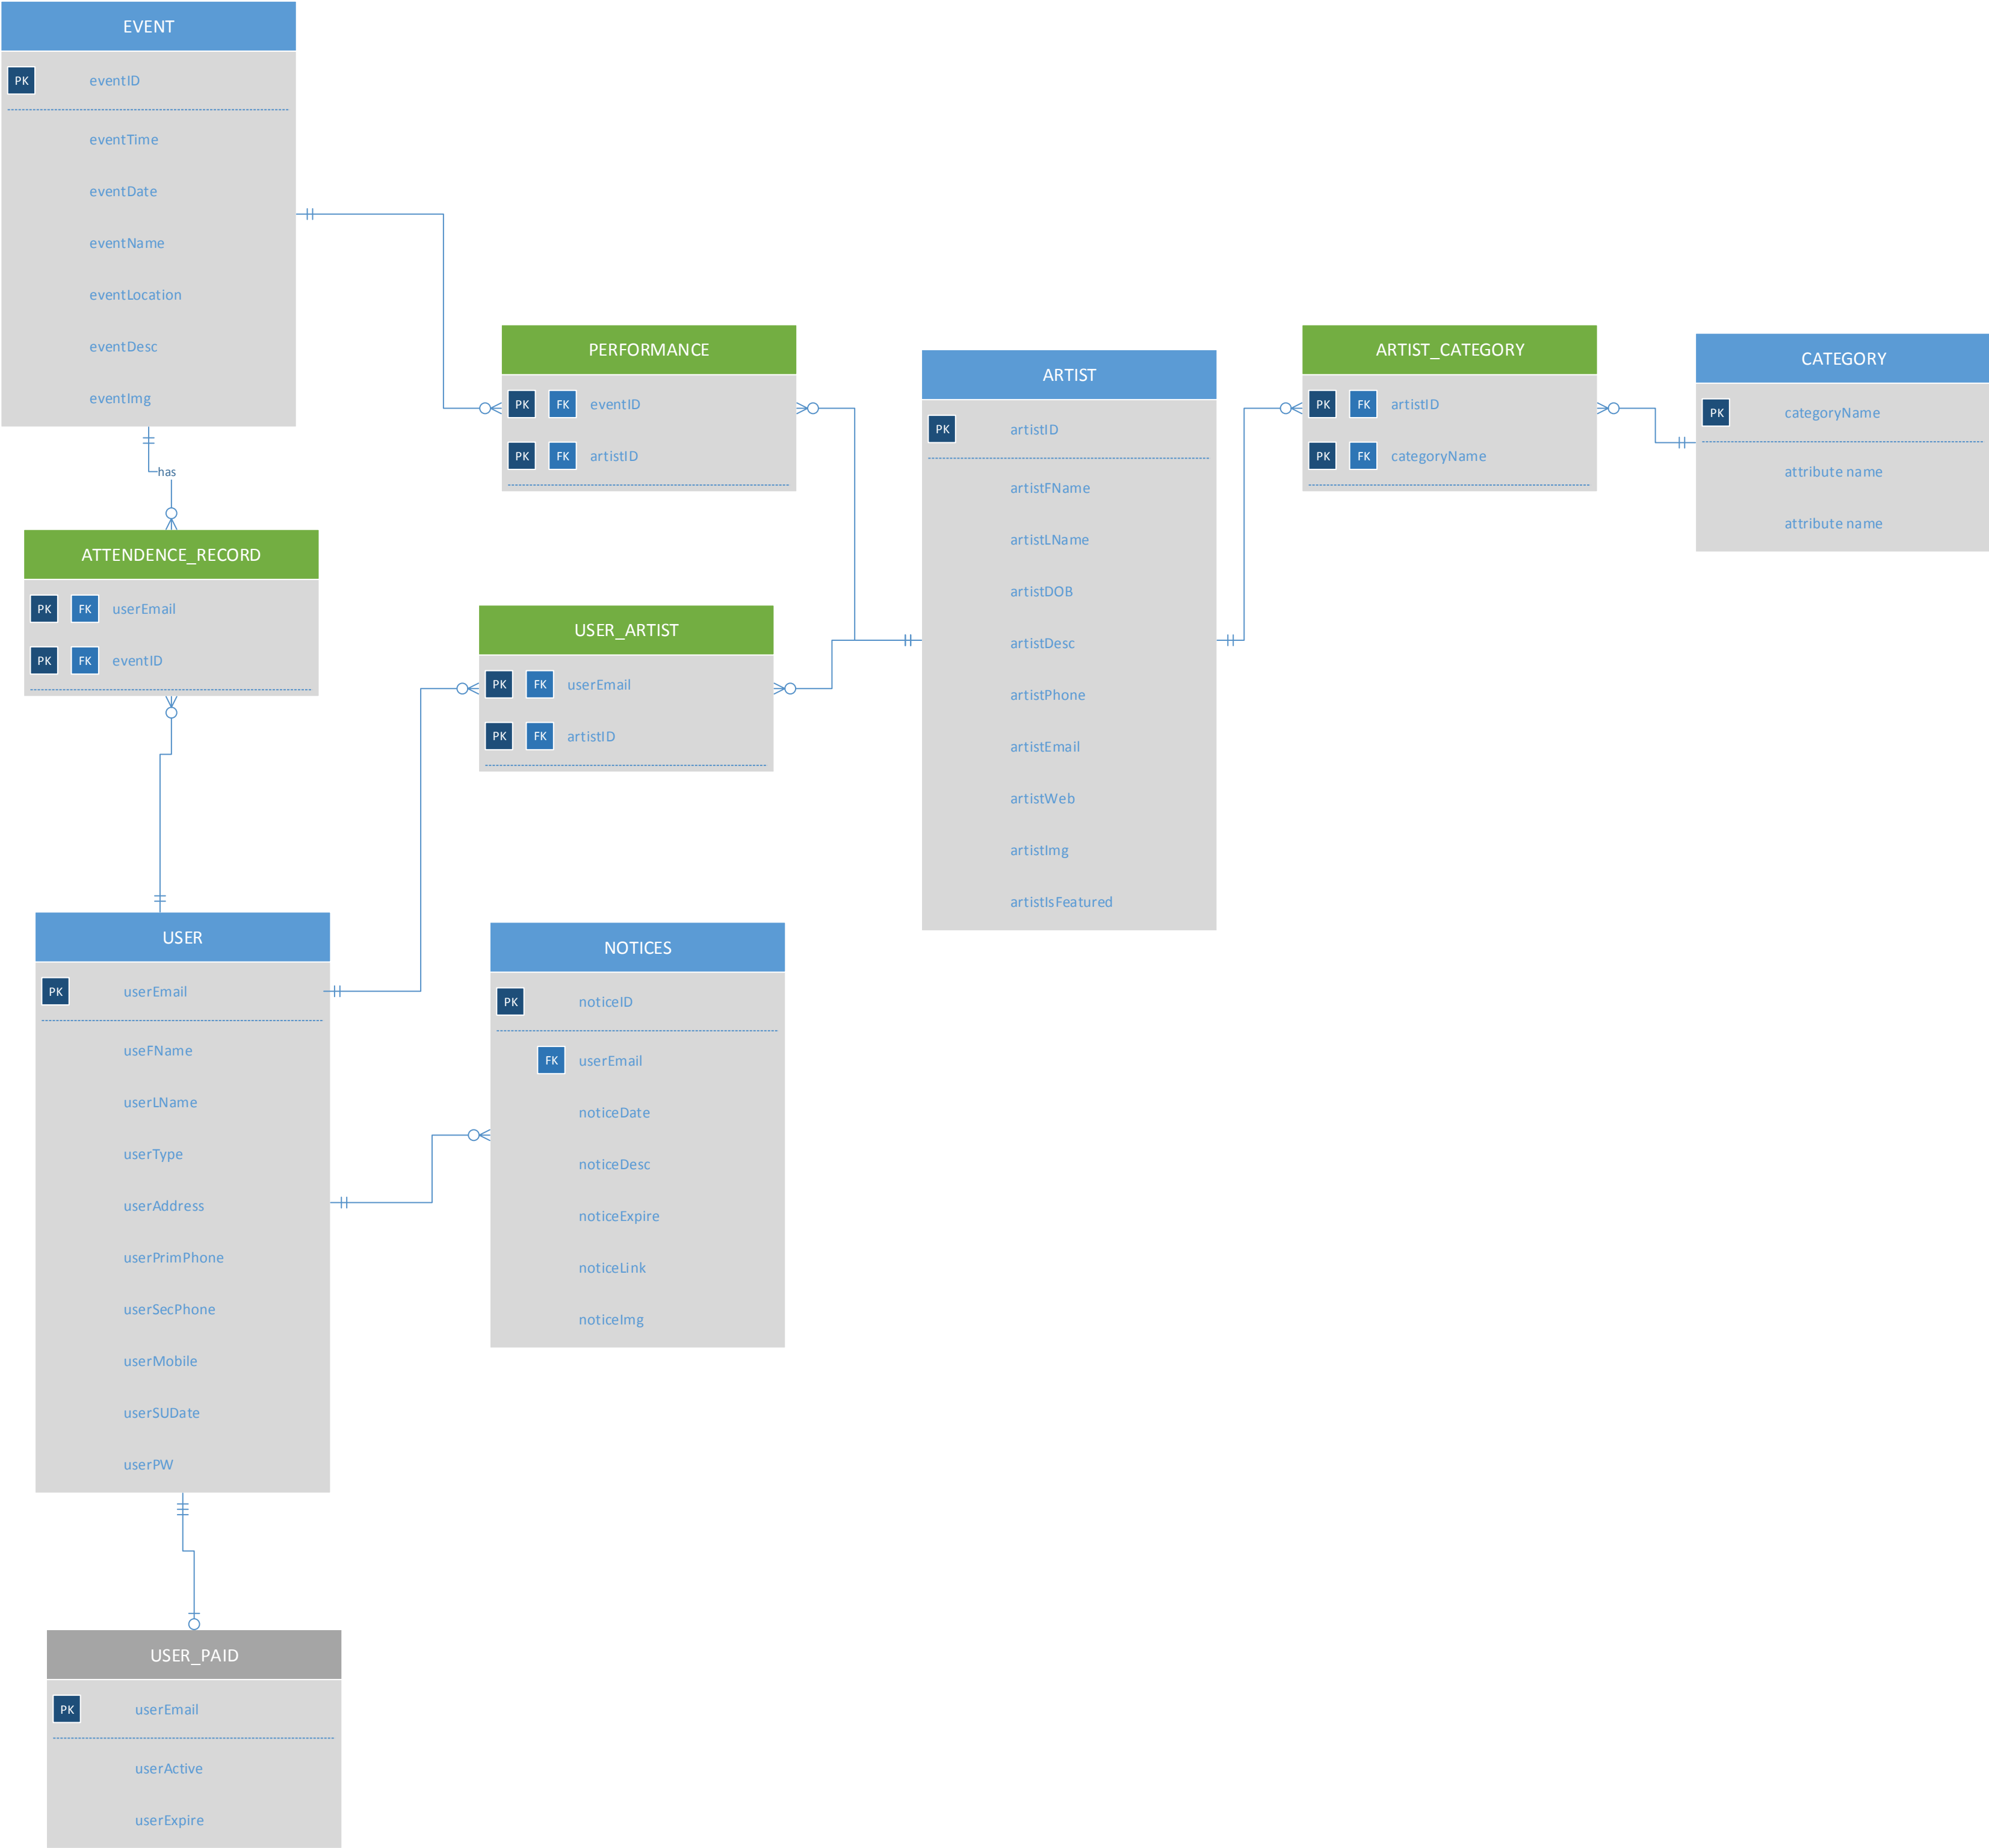 EVENT
PK eventID
eventTime
eventDate
eventName
eventLocation
eventDesc
eventImg
has
PERFORMANCE
PK FK eventID
PK FK artistID
ARTIST
PK artistID
artistFName
artistLName
artistDOB
artistDesc
artistPhone
artistEmail
artistWeb
artistImg
artistIsFeatured
ARTIST_CATEGORY
PK FK artistID
PK FK categoryName
CATEGORY
PK categoryName
attribute name
attribute name
ATTENDENCE_RECORD
PK FK userEmail
PK FK eventID
USER_ARTIST
PK FK userEmail
PK FK artistID
USER
PK userEmail
useFName
userLName
userType
userAddress
userPrimPhone
userSecPhone
userMobile
userSUDate
userPW
NOTICES
PK noticeID
FK userEmail
noticeDate
noticeDesc
noticeExpire
noticeLink
noticeImg
USER_PAID
PK userEmail
userActive
userExpire